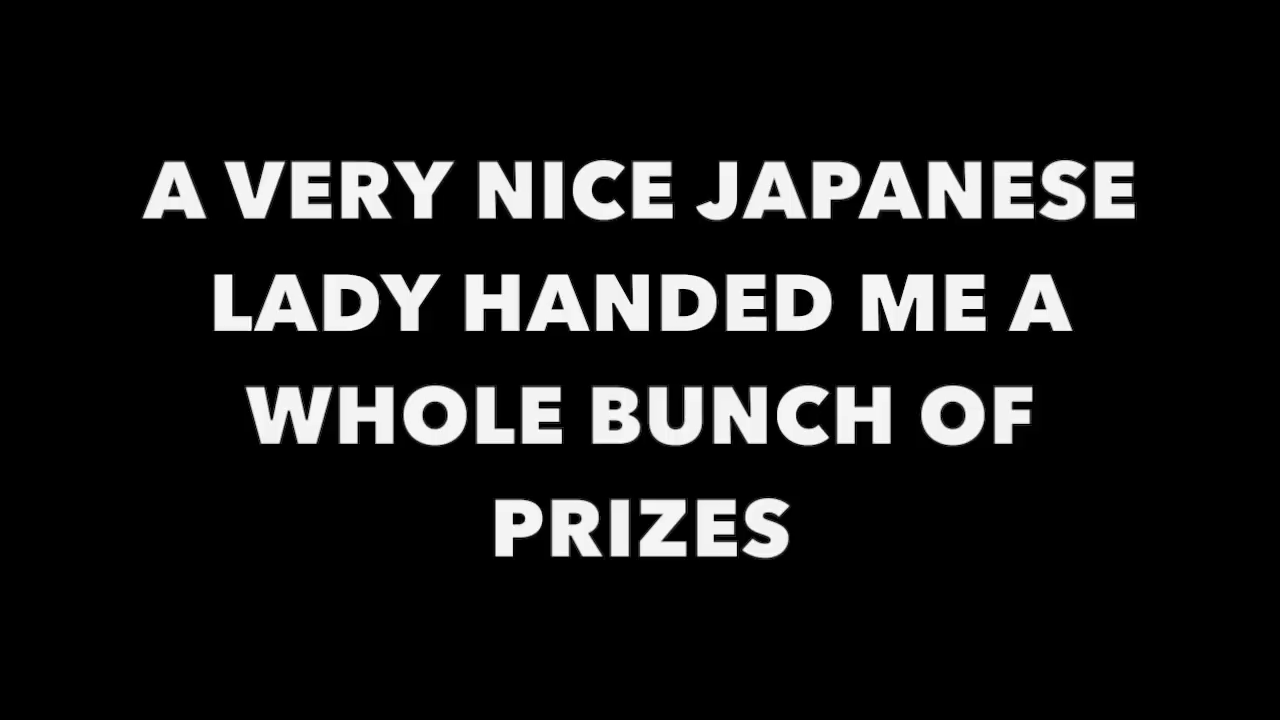 A VERY NICE JAPANESE
LADY HANDED ME A
WHOLE BUNCH OF
PRIZES